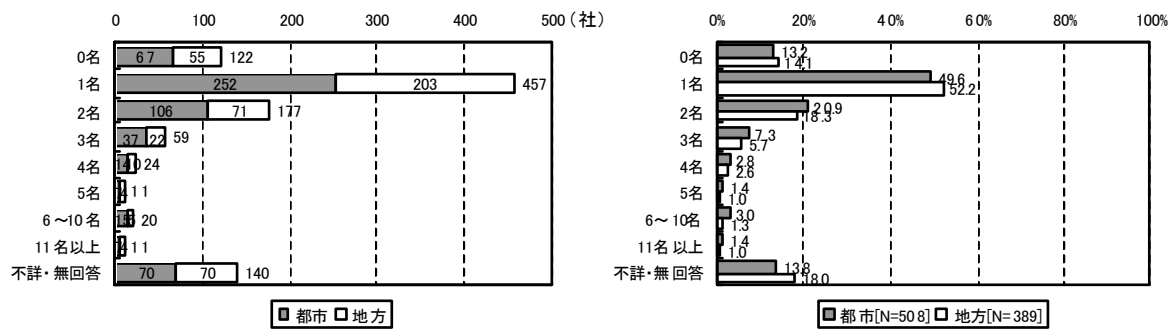 0 100 200 300 400 500 (社)
0名 67 55 122
1名 252 203 457
2名 106 71 177
3名 37 22 59
4名 14 10 24
5名 4 11
6～10名 15 5 20
11名以上 4 11
不詳・無回答 70 70 140
都市 地方
0% 20% 40% 60% 80% 100%
0名 13.2
14.1
1名 49.6
52.2
2名 20.9
18.3
3名 7.3
5.7
4名 2.8
2.6
5名 1.4
1.0
6～10名 3.0
1.3
11名以上 1.4
1.0
不詳・無回答 13.8
18.0
都市[N=508] 地方[N=389]